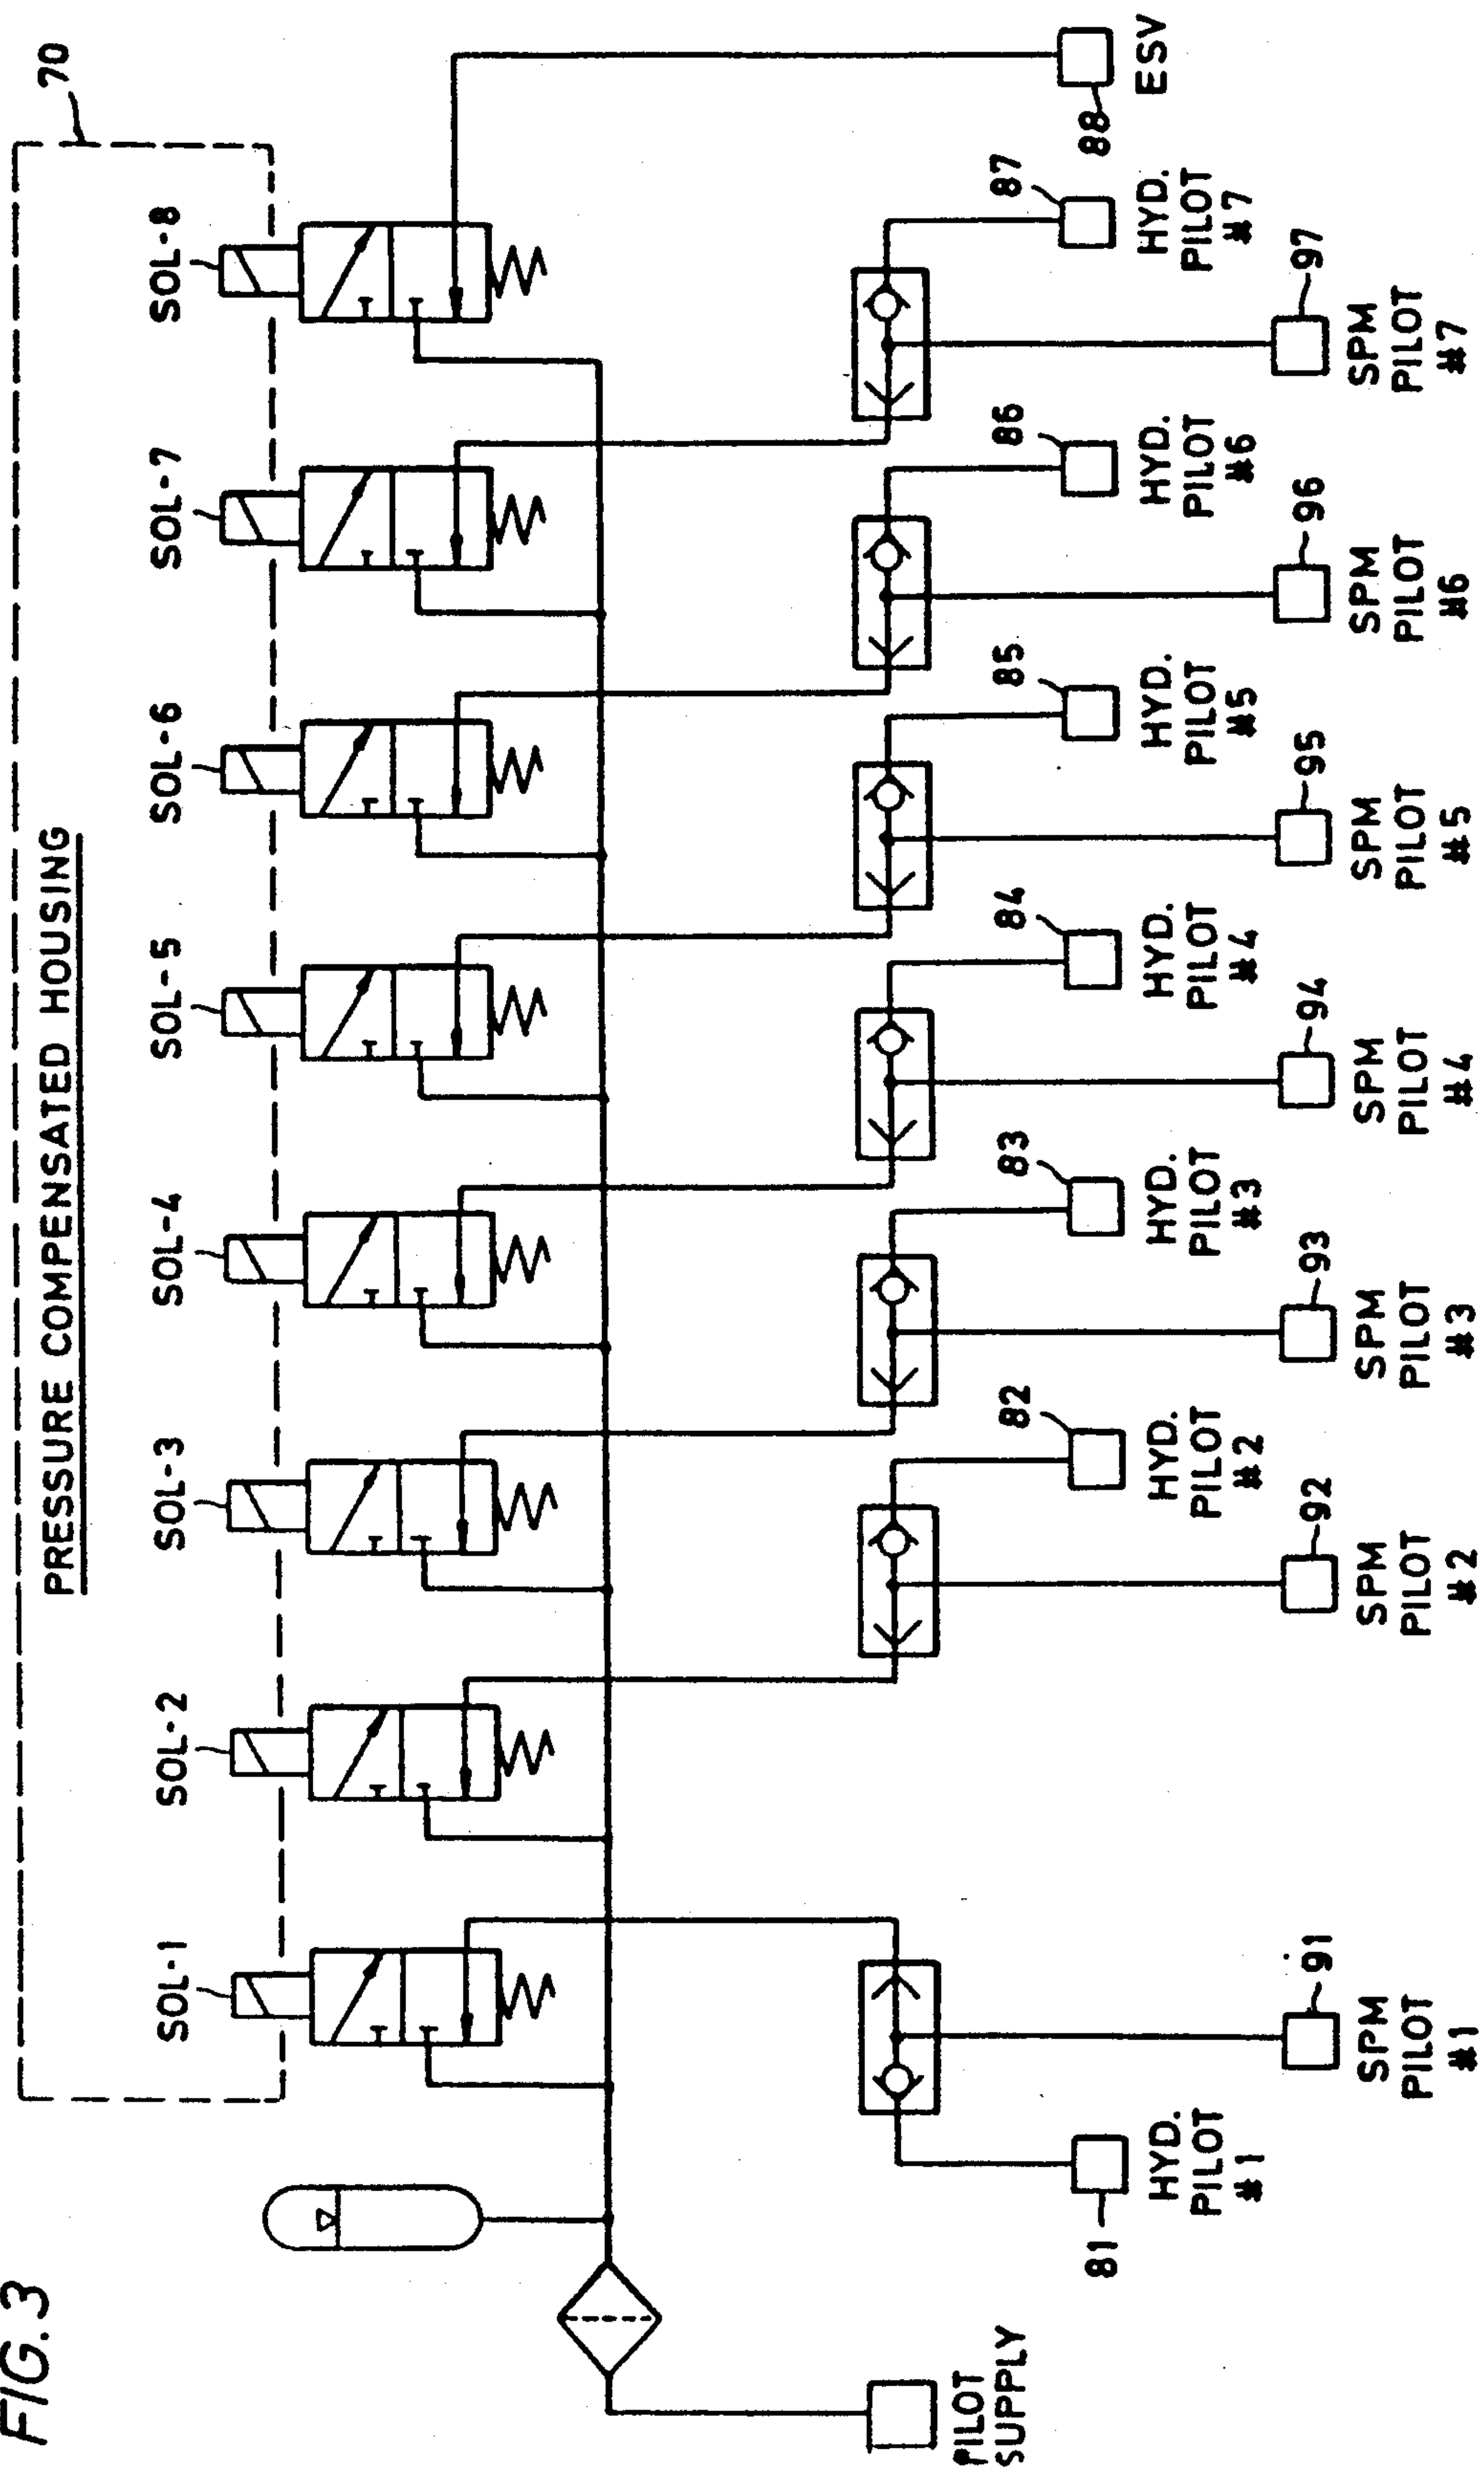 FIG. 3
PRESSURE COMPENSATED HOUSING
70
SOL-1
SOL-2
SOL-3
SOL-4
SOL-5
SOL-6
SOL-7
SOL-8
PILOT
SUPPLY
81
HYD.
PILOT
#1
91
SPM
PILOT
#1
82
HYD.
PILOT
#2
92
SPM
PILOT
#2
83
HYD.
PILOT
#3
93
SPM
PILOT
#3
84
HYD.
PILOT
#4
94
SPM
PILOT
#4
85
HYD.
PILOT
#5
95
SPM
PILOT
#5
86
HYD.
PILOT
#6
96
SPM
PILOT
#6
87
HYD.
PILOT
#7
97
SPM
PILOT
#7
88
ESV